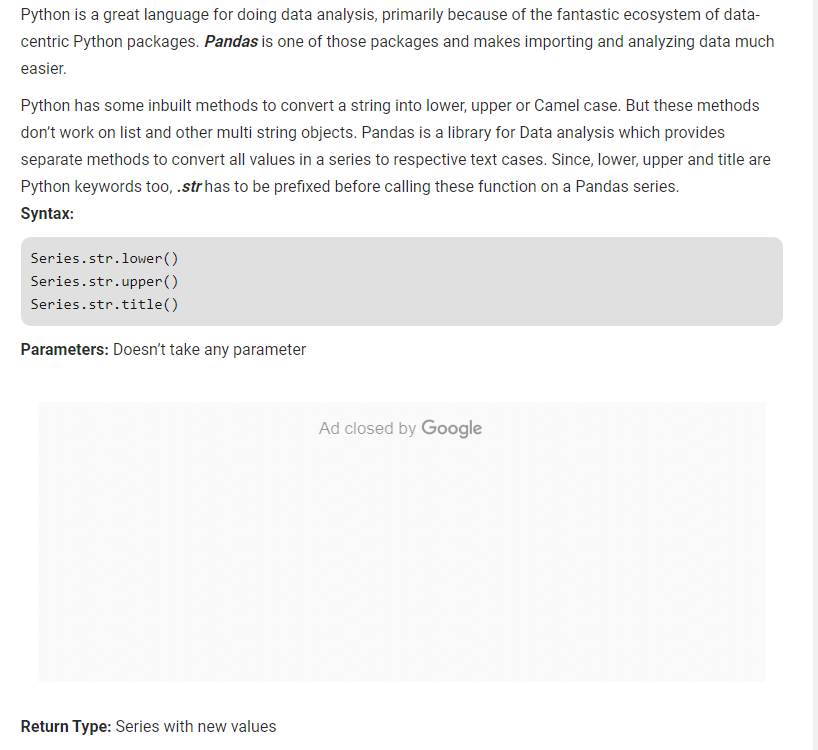 Python is a great language for doing data analysis, primarily because of the fantastic ecosystem of data-
centric Python packages. Pandas is one of those packages and makes importing and analyzing data much
easier.
Python has some inbuilt methods to convert a string into lower, upper or Camel case. But these methods
don’t work on list and other multi string objects. Pandas is a library for Data analysis which provides
separate methods to convert all values in a series to respective text cases. Since, lower, upper and title are
Python keywords too, .str has to be prefixed before calling these function on a Pandas series.
Syntax:
Series.str.lower()
Series.str.upper()
Series.str.title()
Parameters: Doesn’t take any parameter
Ad closed by Google
Return Type: Series with new values